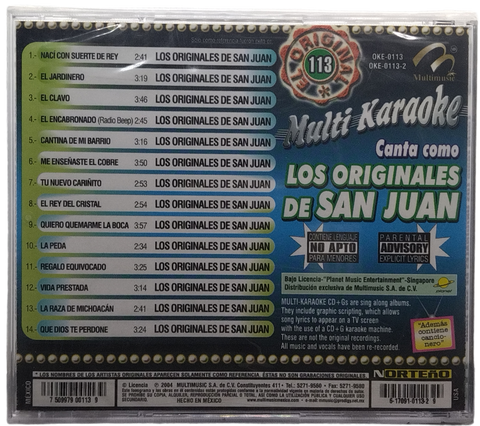 1.- NACÍ CON SUERTE DE REY 2:41 LOS ORIGINALES DE SAN JUAN
2.- EL JARDINERO 3:19 LOS ORIGINALES DE SAN JUAN
3.- EL CLAVO 3:46 LOS ORIGINALES DE SAN JUAN
4.- EL ENCABRONADO (Radio Beep) 2:45 LOS ORIGINALES DE SAN JUAN
5.- CANTINA DE MI BARRIO 3:16 LOS ORIGINALES DE SAN JUAN
6.- ME ENSEÑASTE EL COBRE 3:50 LOS ORIGINALES DE SAN JUAN
7.- TU NUEVO CARIÑITO 2:53 LOS ORIGINALES DE SAN JUAN
8.- EL REY DEL CRISTAL 2:54 LOS ORIGINALES DE SAN JUAN
9.- QUIERO QUEMARME LA BOCA 3:57 LOS ORIGINALES DE SAN JUAN
10.- LA PEDA 2:34 LOS ORIGINALES DE SAN JUAN
11.- REGALO EQUIVOCADO 3:25 LOS ORIGINALES DE SAN JUAN
12.- VIDA PRESTADA 3:14 LOS ORIGINALES DE SAN JUAN
13.- LA RAZA DE MICHOACÁN 2:41 LOS ORIGINALES DE SAN JUAN
14.- QUE DIOS TE PERDONE 3:24 LOS ORIGINALES DE SAN JUAN
EL ORIGINAL
113
OKE-0113
OKE-0113-2
Multimusic
Multi Karaoke
Canta como
LOS ORIGINALES
DE SAN JUAN
CONTIENE LENGUAJE
NO APTO
PARA MENORES
PARENTAL
ADVISORY
EXPLICIT LYRICS
Bajo Licencia-"Planet Music Entertainment"-Singapore
Distribución exclusiva de Multimusic S.A. de C.V.
MULTI-KARAOKE CD +Gs are sing along albums.
They include graphic scripting, which allows
song lyrics to appear on a TV screen
with the use of a CD + G karaoke machine
These are not the original recordings.
All music and vocals have been re-recorded.
"Además
contiene
cancio-
nero"
*LOS NOMBRES DE LOS ARTISTAS ORIGINALES APARECEN SOLAMENTE COMO REFERENCIA. ÉSTAS NO SON GRABACIONES ORIGINALES
NORTEÑO
MEXICO
7 509979 00113 9
© Licencia ℗ 2004 MULTIMUSIC S.A. de C.V.
HECHO EN MÉXICO
USA